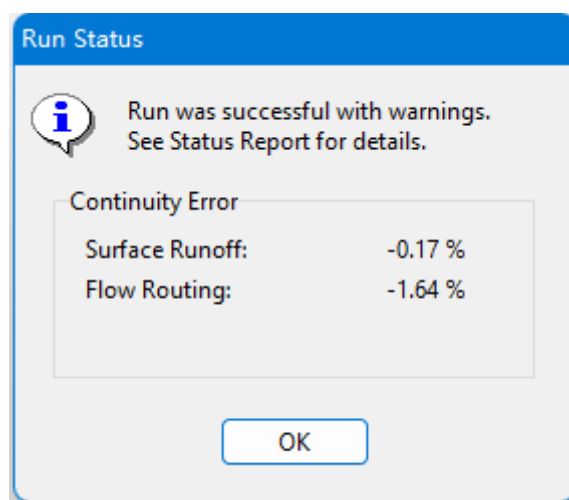 Run Status
Run was successful with warnings.
See Status Report for details.
Continuity Error
Surface Runoff: -0.17 %
Flow Routing: -1.64 %
OK